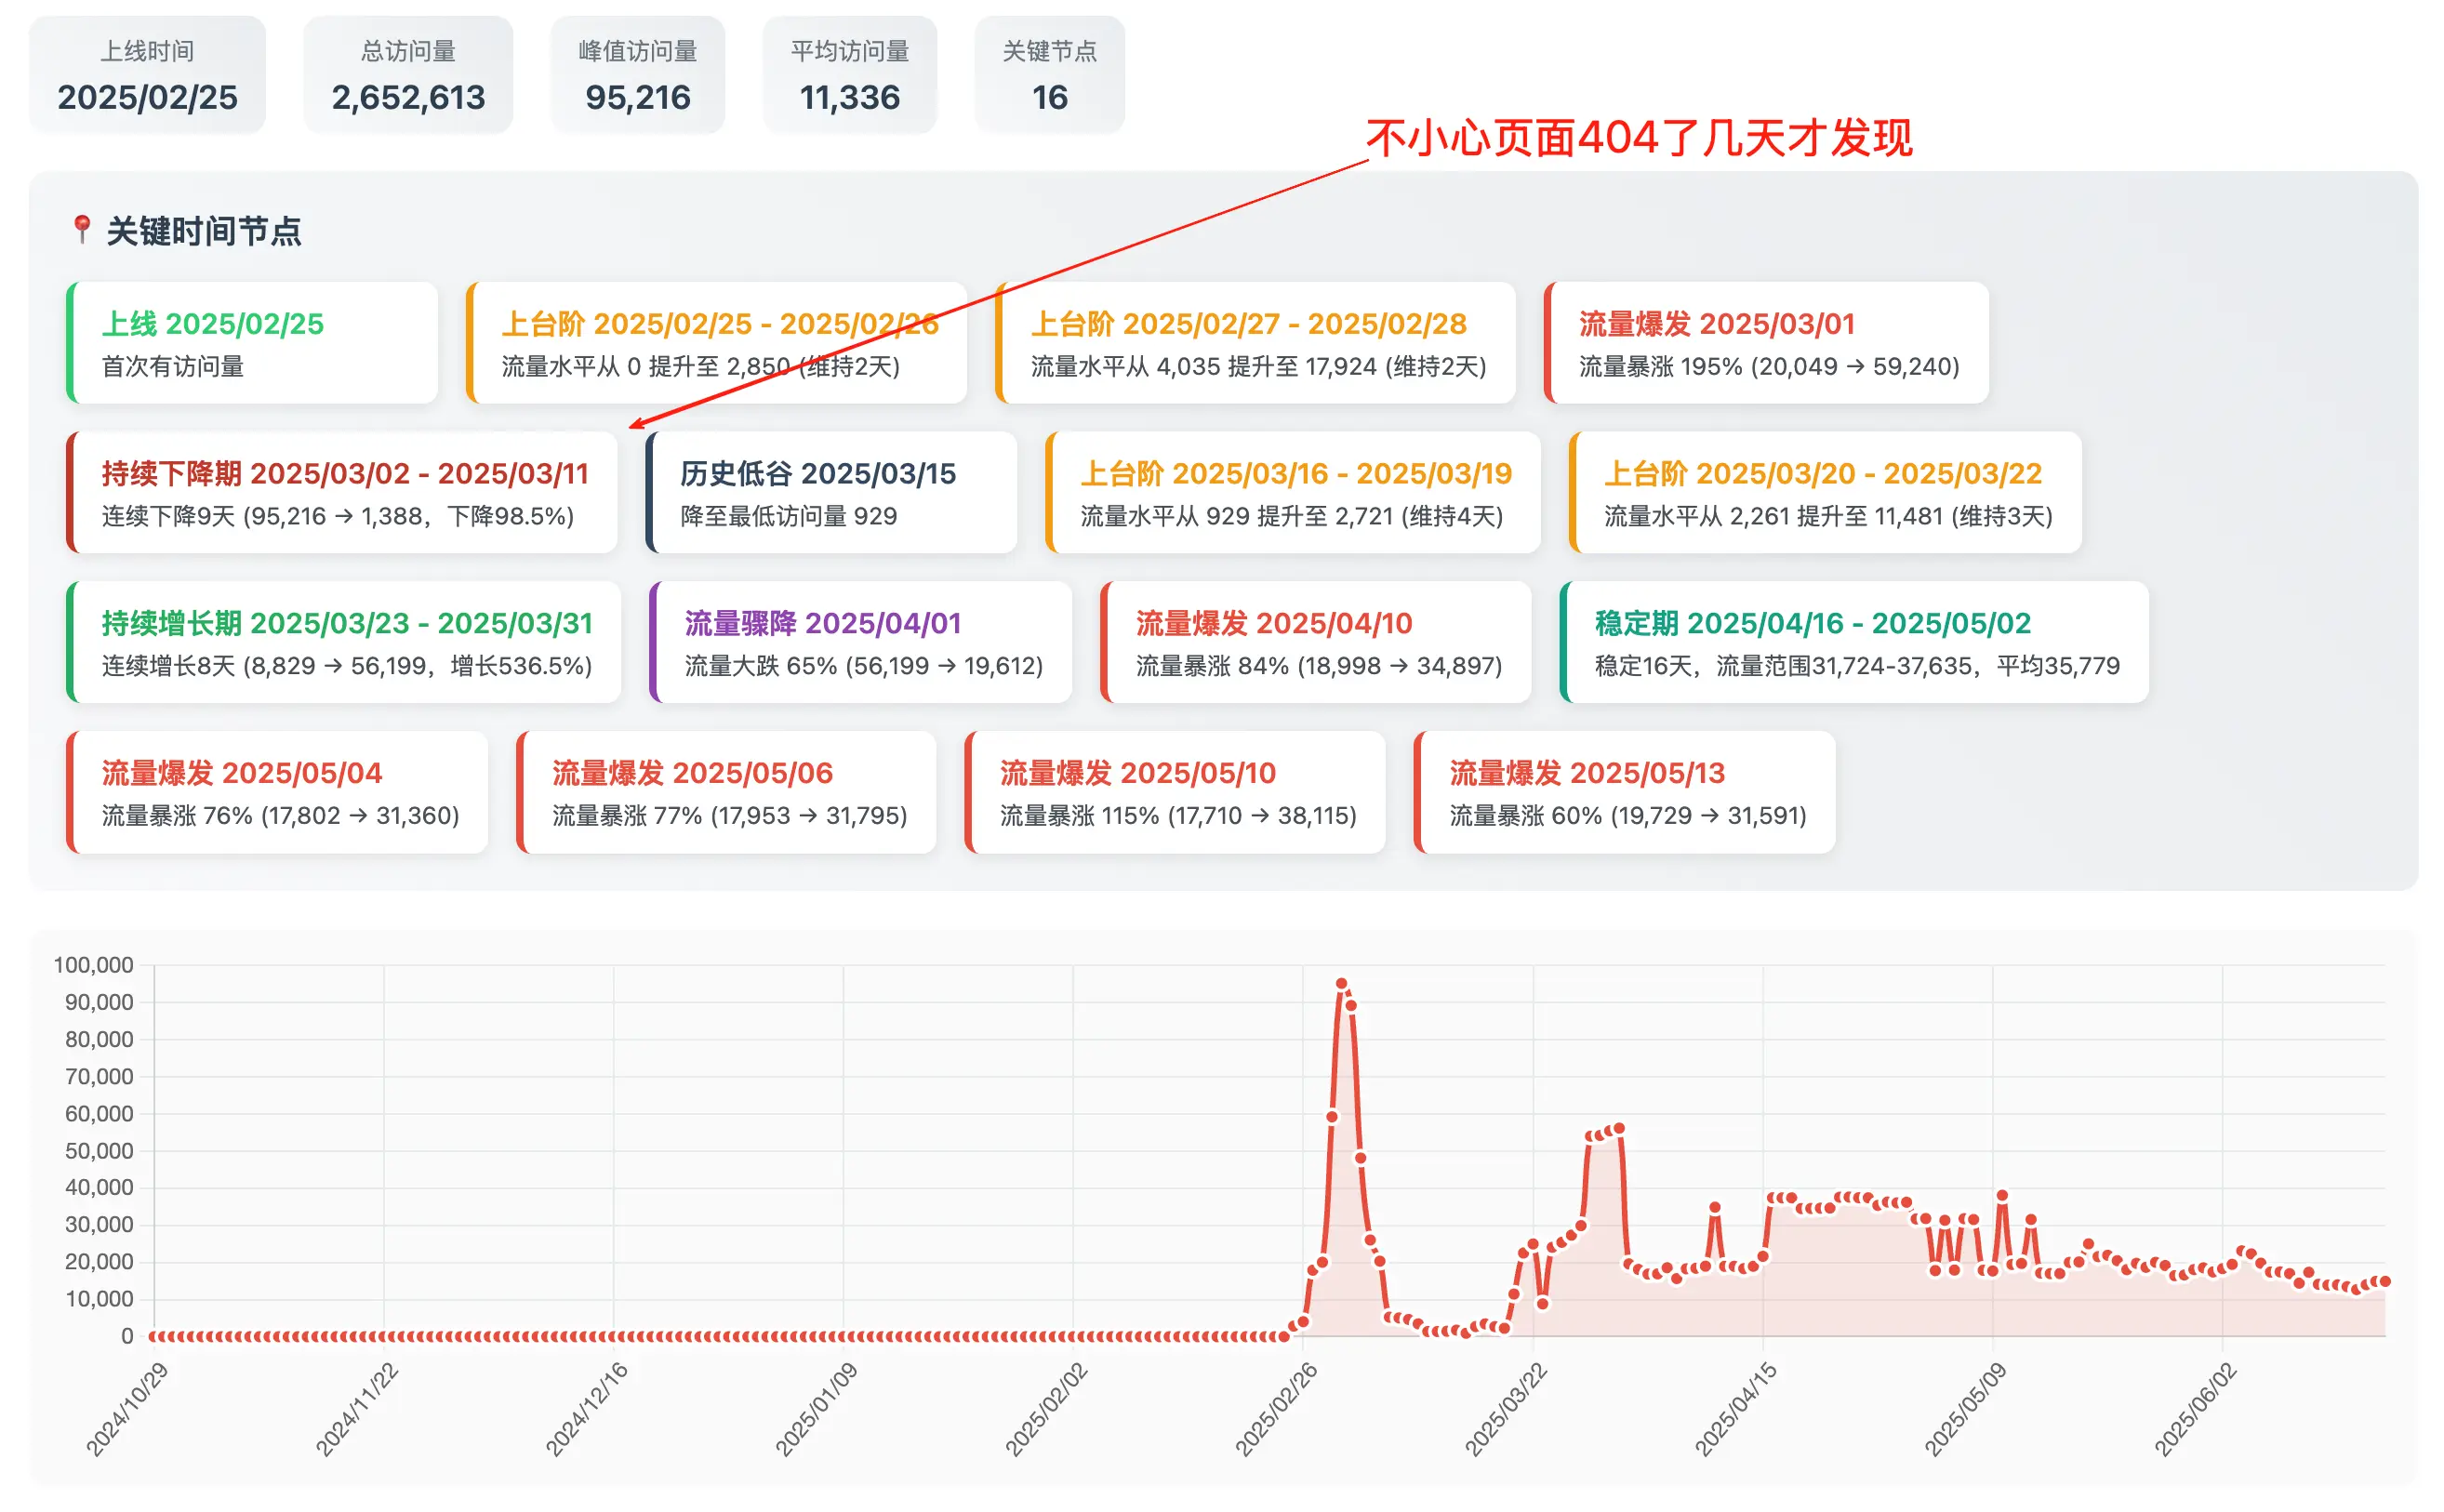 上线时间
2025/02/25
总访问量
2,652,613
峰值访问量
95,216
平均访问量
11,336
关键节点
16
不小心页面404了几天才发现
📍 关键时间节点
上线 2025/02/25
首次有访问量
上台阶 2025/02/25 - 2025/02/26
流量水平从 0 提升至 2,850 (维持2天)
上台阶 2025/02/27 - 2025/02/28
流量水平从 4,035 提升至 17,924 (维持2天)
流量爆发 2025/03/01
流量暴涨 195% (20,049 → 59,240)
持续下降期 2025/03/02 - 2025/03/11
连续下降9天 (95,216 → 1,388，下降98.5%)
历史低谷 2025/03/15
降至最低访问量 929
上台阶 2025/03/16 - 2025/03/19
流量水平从 929 提升至 2,721 (维持4天)
上台阶 2025/03/20 - 2025/03/22
流量水平从 2,261 提升至 11,481 (维持3天)
持续增长期 2025/03/23 - 2025/03/31
连续增长8天 (8,829 → 56,199，增长536.5%)
流量骤降 2025/04/01
流量大跌 65% (56,199 → 19,612)
流量爆发 2025/04/10
流量暴涨 84% (18,998 → 34,897)
稳定期 2025/04/16 - 2025/05/02
稳定16天，流量范围31,724-37,635，平均35,779
流量爆发 2025/05/04
流量暴涨 76% (17,802 → 31,360)
流量爆发 2025/05/06
流量暴涨 77% (17,953 → 31,795)
流量爆发 2025/05/10
流量暴涨 115% (17,710 → 38,115)
流量爆发 2025/05/13
流量暴涨 60% (19,729 → 31,591)
100,000
90,000
80,000
70,000
60,000
50,000
40,000
30,000
20,000
10,000
0
2024/10/29
2024/11/22
2024/12/16
2025/01/09
2025/02/02
2025/02/26
2025/03/22
2025/04/15
2025/05/09
2025/06/02